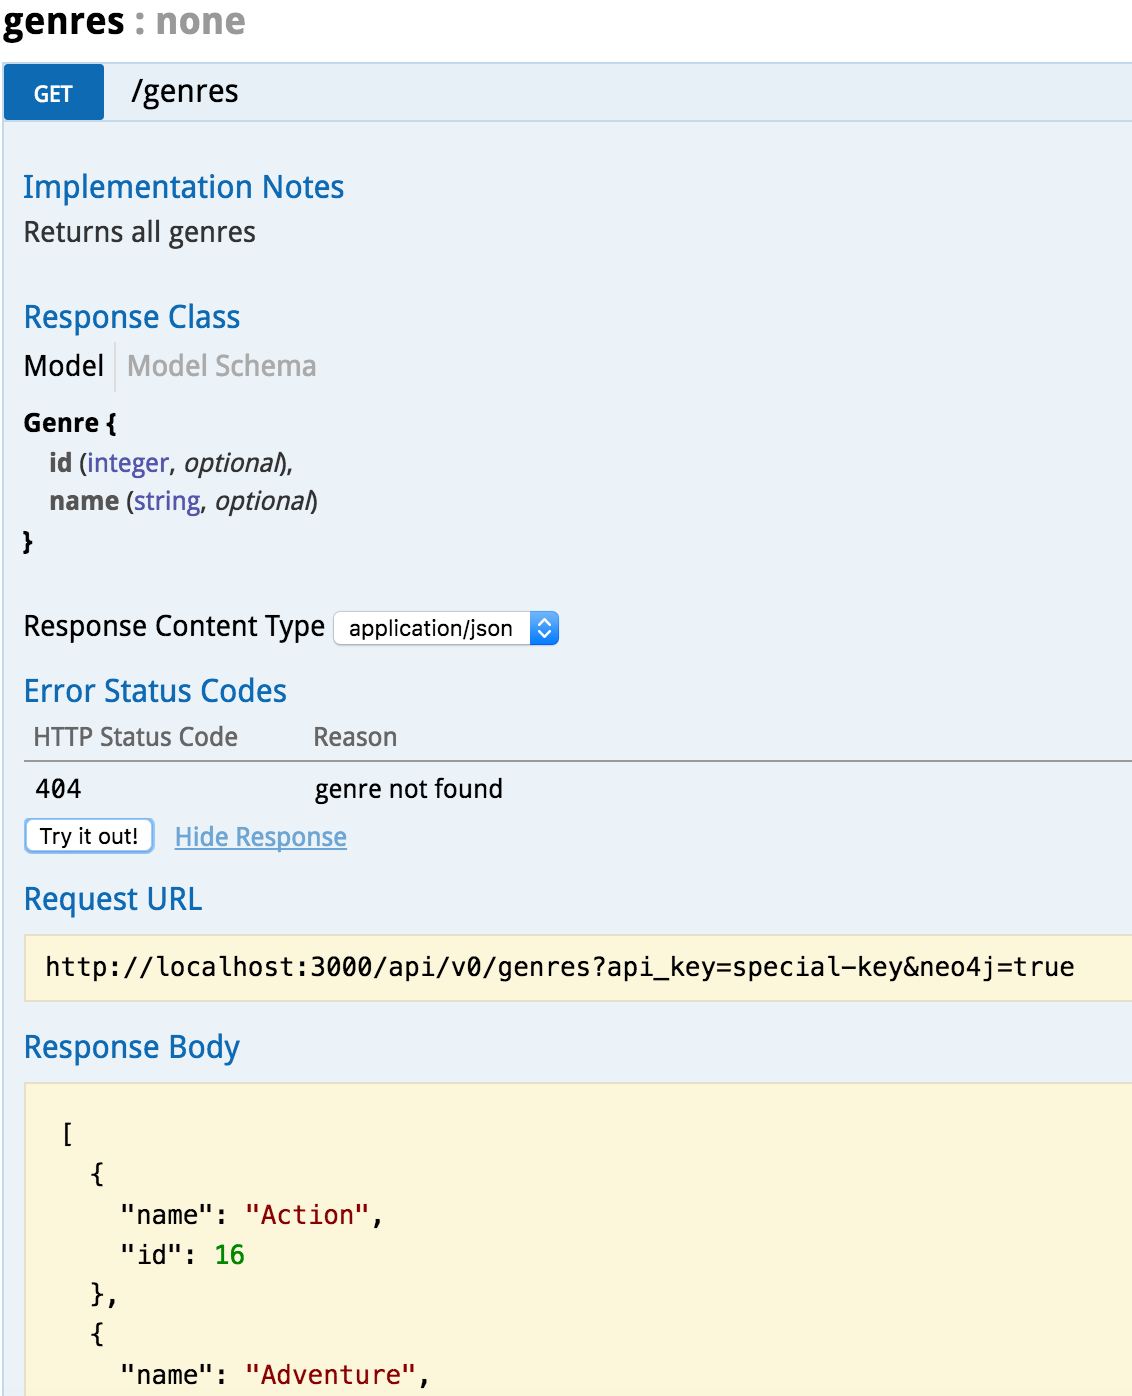 genres : none
GET /genres
Implementation Notes
Returns all genres
Response Class
Model Model Schema
Genre {
id (integer, optional),
name (string, optional)
}
Response Content Type application/json
Error Status Codes
HTTP Status Code Reason
404 genre not found
Try it out! Hide Response
Request URL
http://localhost:3000/api/v0/genres?api_key=special-key&neo4j=true
Response Body
[
{
"name": "Action",
"id": 16
},
{
"name": "Adventure",